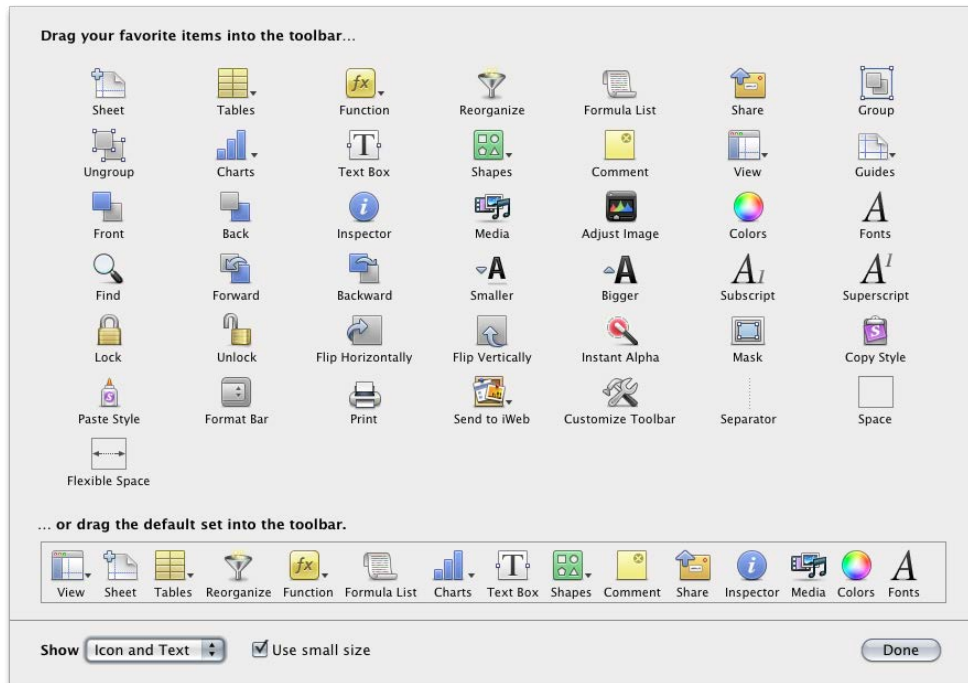 Drag your favorite items into the toolbar...
Sheet Tables Function Reorganize Formula List Share Group
Ungroup Charts Text Box Shapes Comment View Guides
Front Back Inspector Media Adjust Image Colors Fonts
Find Forward Backward Smaller Bigger Subscript Superscript
Lock Unlock Flip Horizontally Flip Vertically Instant Alpha Mask Copy Style
Paste Style Format Bar Print Send to iWeb Customize Toolbar Separator Space
Flexible Space
... or drag the default set into the toolbar.
View Sheet Tables Reorganize Function Formula List Charts Text Box Shapes Comment Share Inspector Media Colors Fonts
Show Icon and Text Use small size Done